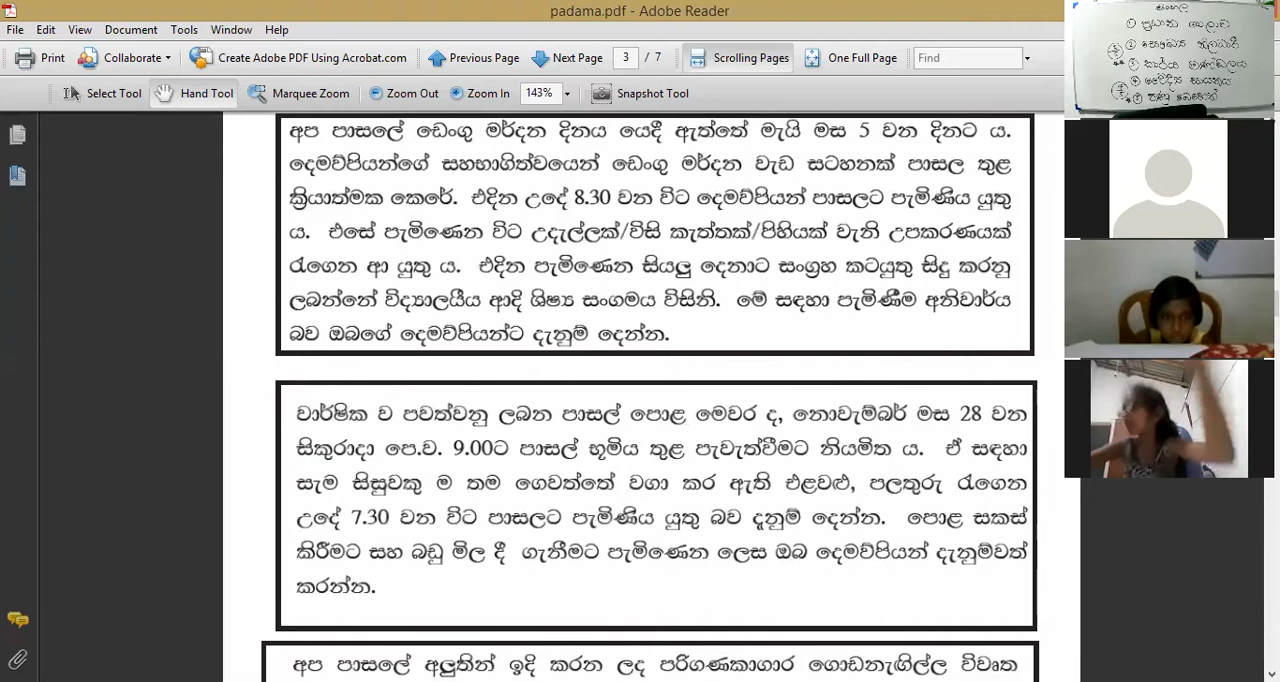 padama.pdf - Adobe Reader
File Edit View Document Tools Window Help
Print Collaborate Create Adobe PDF Using Acrobat.com Previous Page Next Page 3 / 7 Scrolling Pages One Full Page Find
Select Tool Hand Tool Marquee Zoom Zoom Out Zoom In 143% Snapshot Tool
අප පාසලේ ඩෙංගු මර්දන දිනය යෙදී ඇත්තේ මැයි මස 5 වන දිනට ය.
දෙමව්පියන්ගේ සහභාගිත්වයෙන් ඩෙංගු මර්දන වැඩ සටහනක් පාසල තුළ
ක්‍රියාත්මක කෙරේ. එදින උදේ 8.30 වන විට දෙමව්පියන් පාසලට පැමිණිය යුතු
ය. එසේ පැමිණෙන විට උදැල්ලක්/විසි කැත්තක්/පිහියක් වැනි උපකරණයක්
රැගෙන ආ යුතු ය. එදින පැමිණෙන සියලු දෙනාට සංග්‍රහ කටයුතු සිදු කරනු
ලබන්නේ විද්‍යාලයීය ආදි ශිෂ්‍ය සංගමය විසිනි. මේ සඳහා පැමිණීම අනිවාර්ය
බව ඔබගේ දෙමව්පියන්ට දැනුම් දෙන්න.
වාර්ෂික ව පවත්වනු ලබන පාසල් පොළ මෙවර ද, නොවැම්බර් මස 28 වන
සිකුරාදා පෙ.ව. 9.00ට පාසල් භූමිය තුළ පැවැත්වීමට නියමිත ය. ඒ සඳහා
සැම සිසුවකු ම තම ගෙවත්තේ වගා කර ඇති එළවළු, පලතුරු රැගෙන
උදේ 7.30 වන විට පාසලට පැමිණිය යුතු බව දැනුම් දෙන්න. පොළ සකස්
කිරීමට සහ බඩු මිල දී ගැනීමට පැමිණෙන ලෙස ඔබ දෙමව්පියන් දැනුම්වත්
කරන්න.
අප පාසලේ අලුතින් ඉදි කරන ලද පරිගණකාගාර ගොඩනැඟිල්ල විවෘත